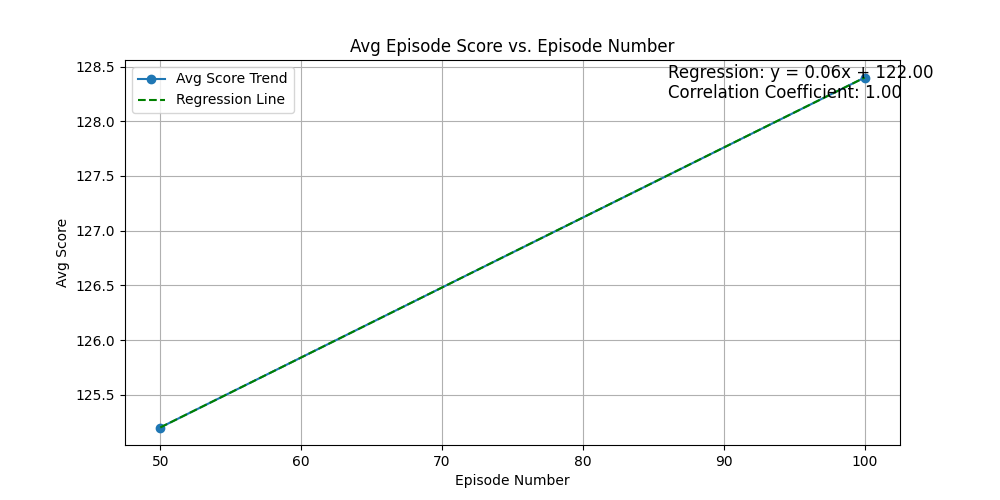 Avg Episode Score vs. Episode Number
Avg Score Trend
Regression Line
Regression: y = 0.06x + 122.00
Correlation Coefficient: 1.00
128.5
128.0
127.5
127.0
126.5
126.0
125.5
Avg Score
50 60 70 80 90 100
Episode Number